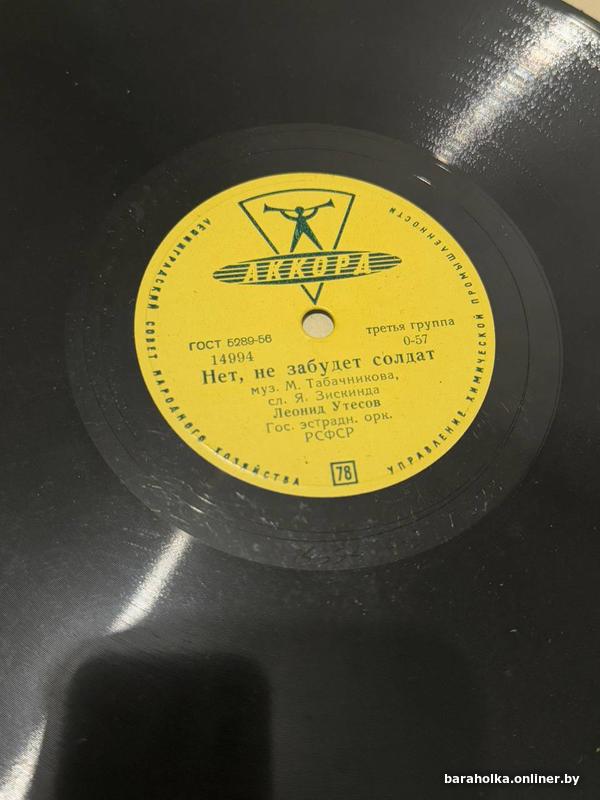 АККОРД
ЛЕНИНГРАДСКИЙ СОВЕТ НАРОДНОГО ХОЗЯЙСТВА
УПРАВЛЕНИЕ ХИМИЧЕСКОЙ ПРОМЫШЛЕННОСТИ
ГОСТ 5289-56
третья группа
14994
0-57
Нет, не забудет солдат
муз. М. Табачникова,
сл. Я. Зискинда
Леонид Утесов
Гос. эстрадн. орк.
РСФСР
78
baraholka.onliner.by